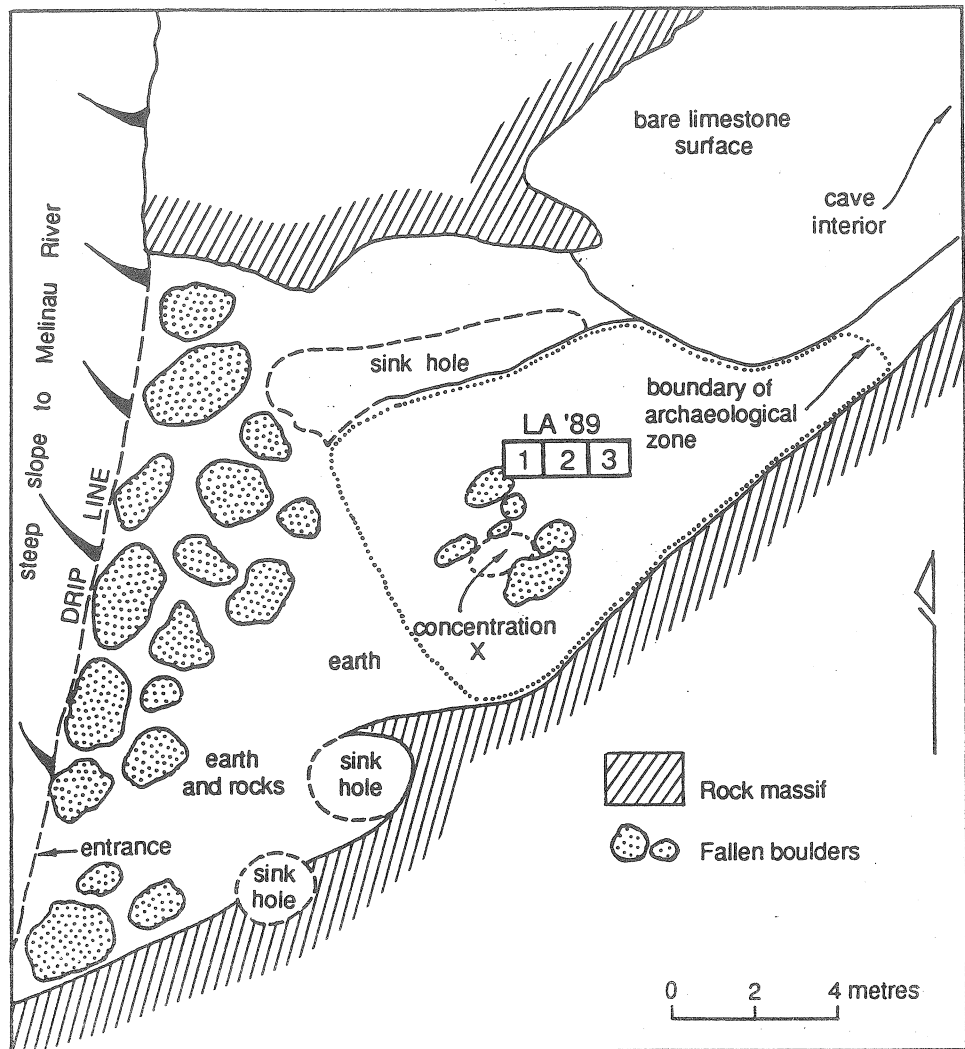 bare limestone
surface
cave
interior
steep slope to Melinau River
DRIP LINE
sink hole
boundary of
archaeological
zone
LA '89
1 2 3
concentration
X
earth
earth
and rocks
sink
hole
entrance
sink
hole
Rock massif
Fallen boulders
0 2 4 metres